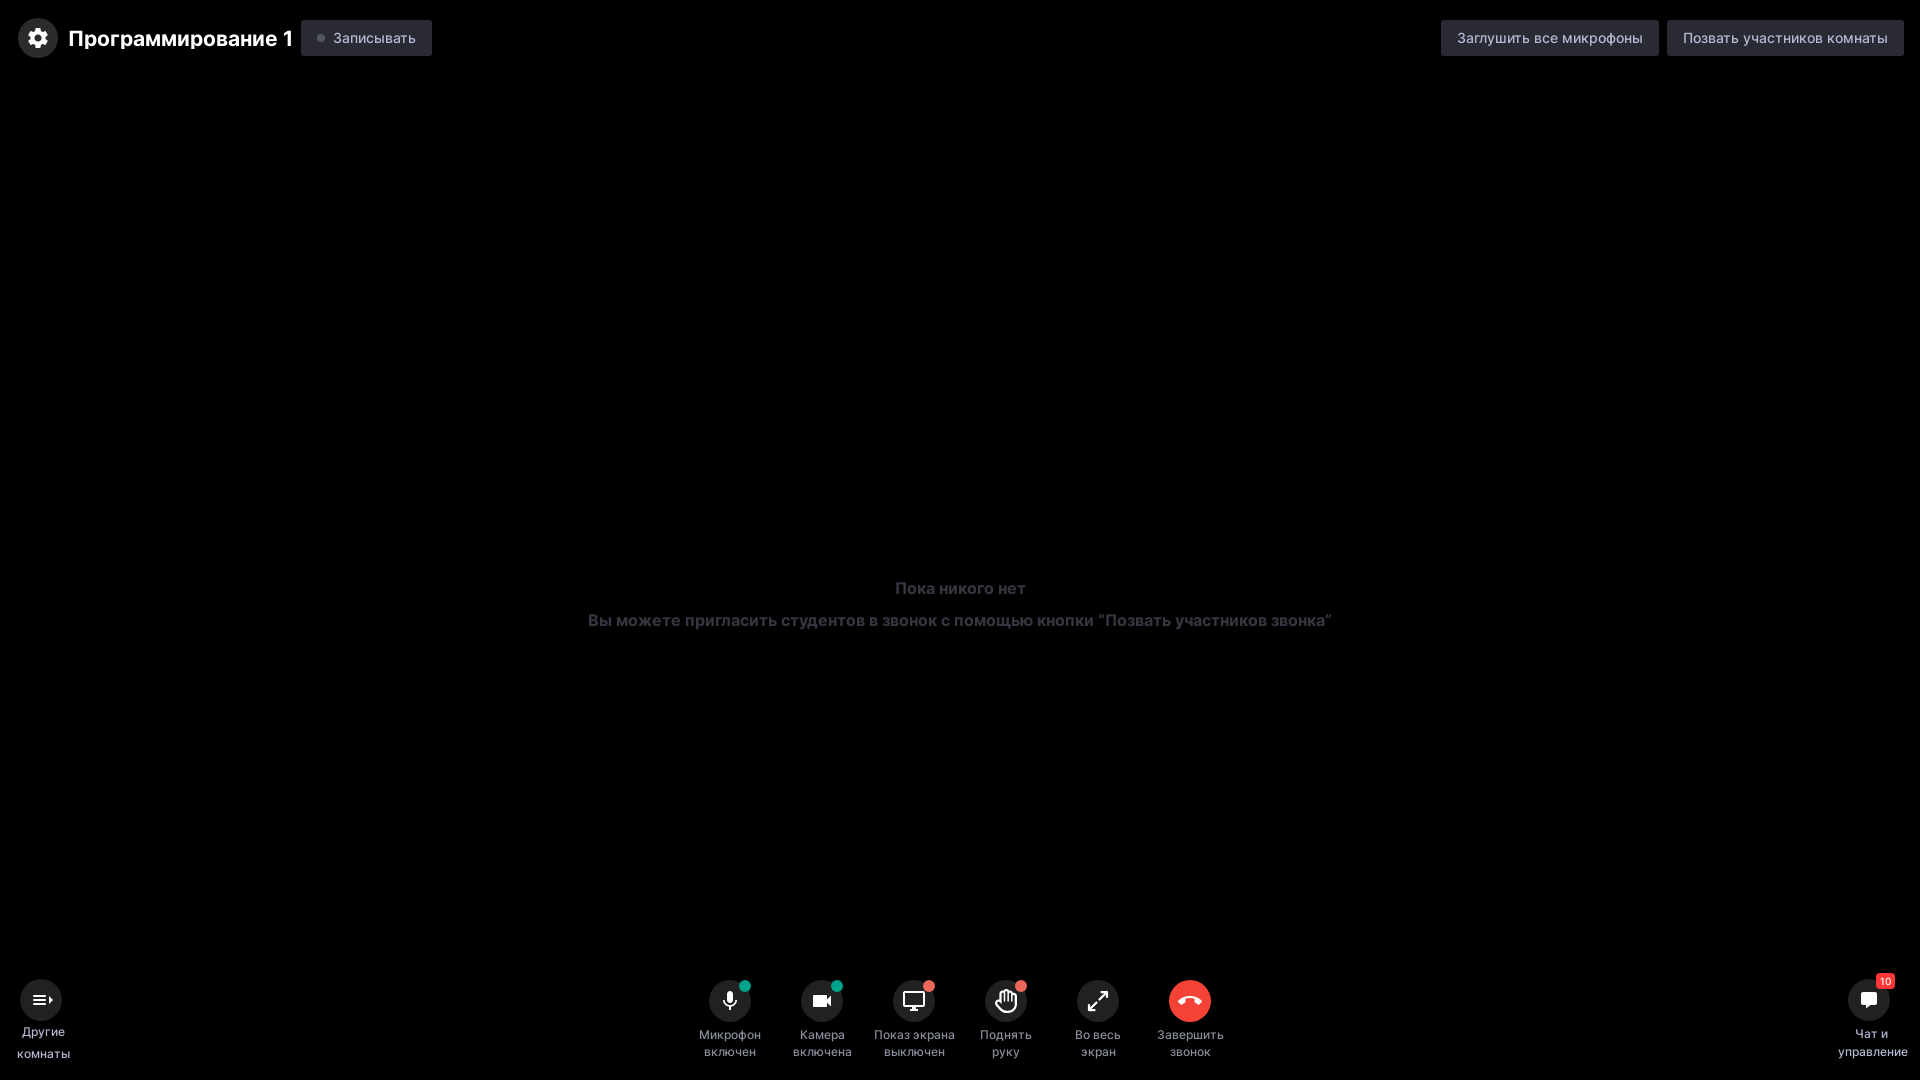 Программирование 1
Записывать
Заглушить все микрофоны
Позвать участников комнаты
Пока никого нет
Вы можете пригласить студентов в звонок с помощью кнопки “Позвать участников звонка”
Другие
комнаты
Микрофон
включен
Камера
включена
Показ экрана
выключен
Поднять
руку
Во весь
экран
Завершить
звонок
10
Чат и
управление